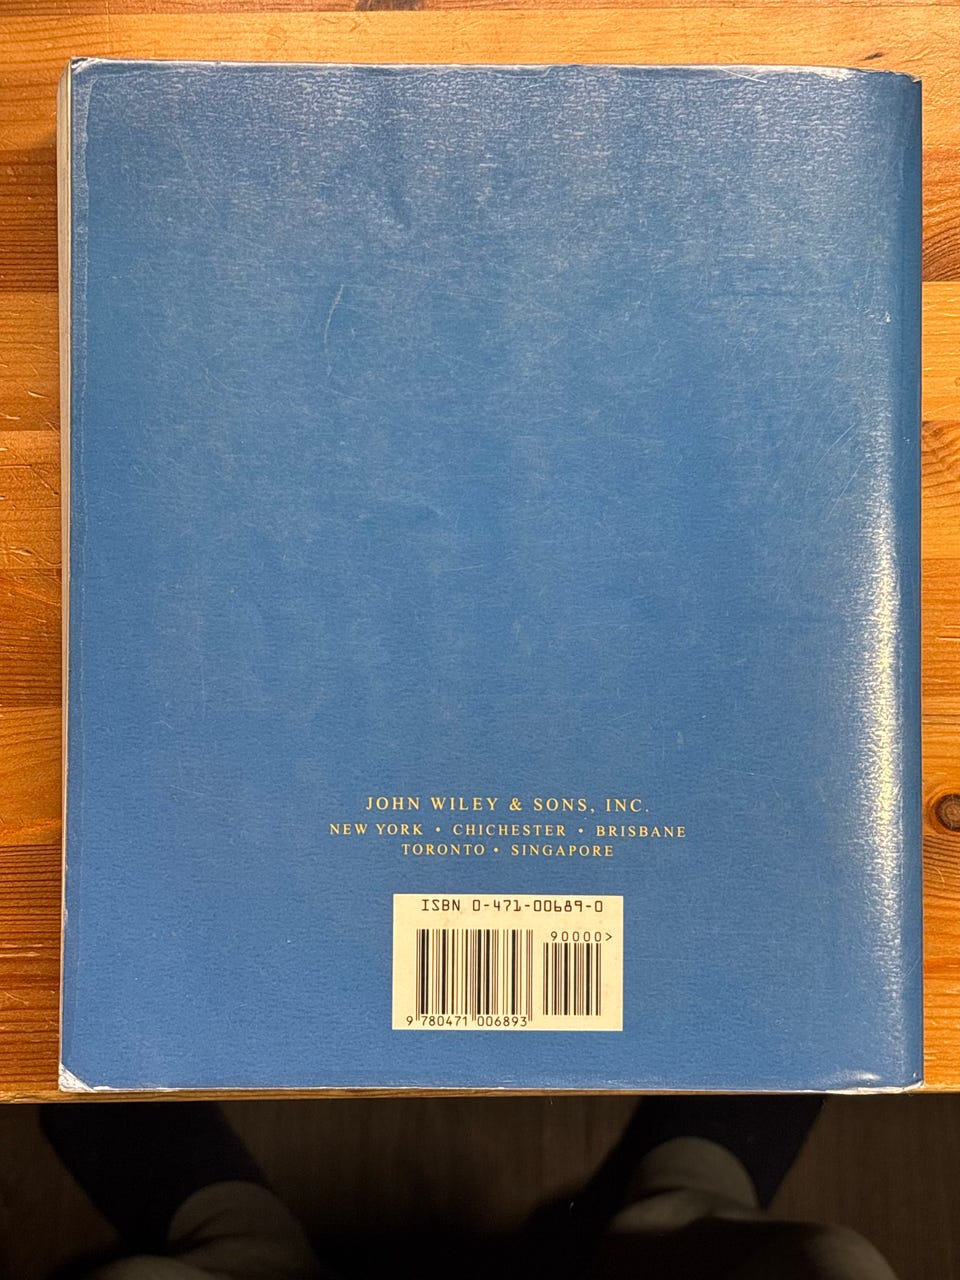 JOHN WILEY & SONS, INC.
NEW YORK • CHICHESTER • BRISBANE
TORONTO • SINGAPORE
ISBN 0-471-00689-0
90000>
9 780471 006893